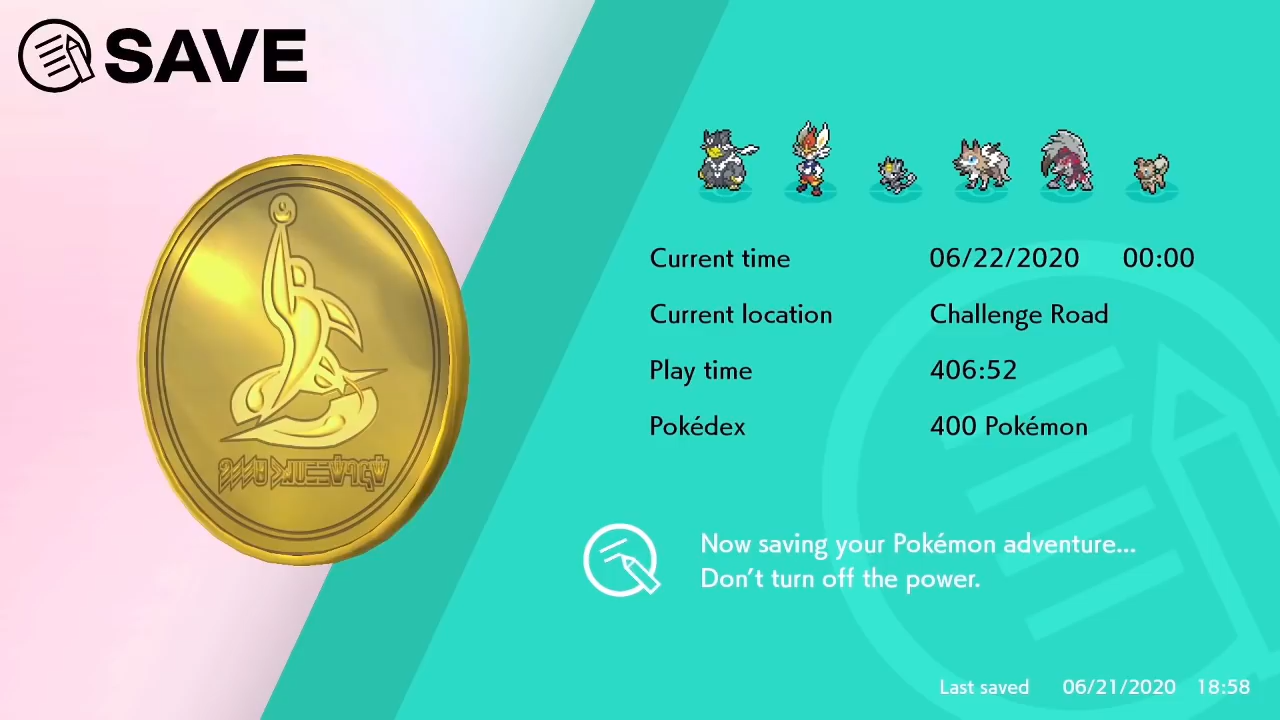 SAVE
Current time 06/22/2020 00:00
Current location Challenge Road
Play time 406:52
Pokédex 400 Pokémon
Now saving your Pokémon adventure...
Don't turn off the power.
Last saved 06/21/2020 18:58